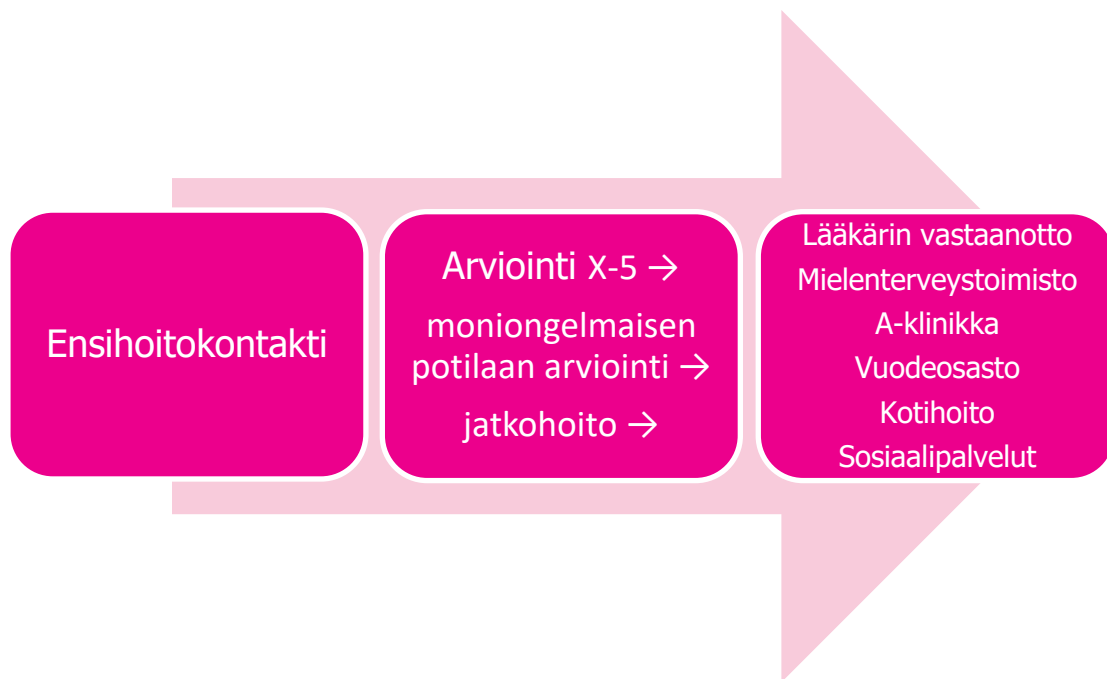 Ensihoitokontakti
Arviointi X-5 →
moniongelmaisen
potilaan arviointi →
jatkohoito →
Lääkärin vastaanotto
Mielenterveystoimisto
A-klinikka
Vuodeosasto
Kotihoito
Sosiaalipalvelut